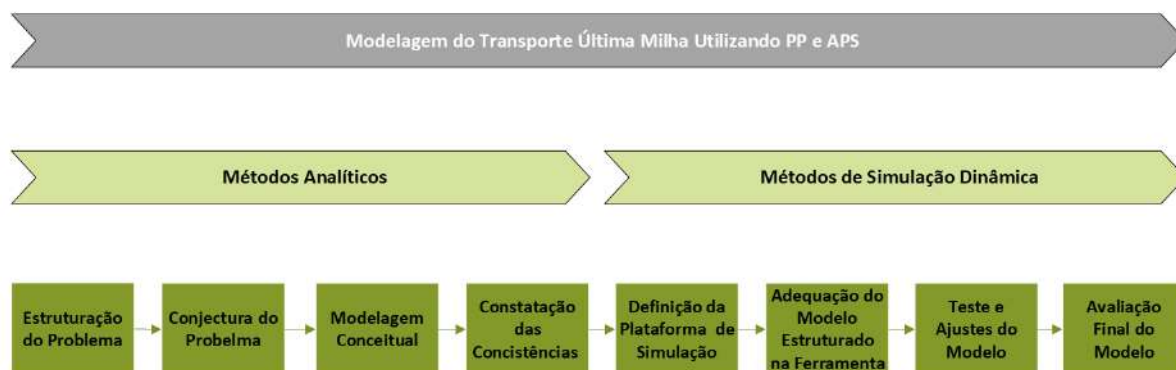 Modelagem do Transporte Última Milha Utilizando PP e APS
Métodos Analíticos
Métodos de Simulação Dinâmica
Estruturação
do Problema
Conjectura do
Probelma
Modelagem
Conceitual
Constatação
das
Concistências
Definição da
Plataforma de
Simulação
Adequação do
Modelo
Estruturado
na Ferramenta
Teste e
Ajustes do
Modelo
Avaliação
Final do
Modelo